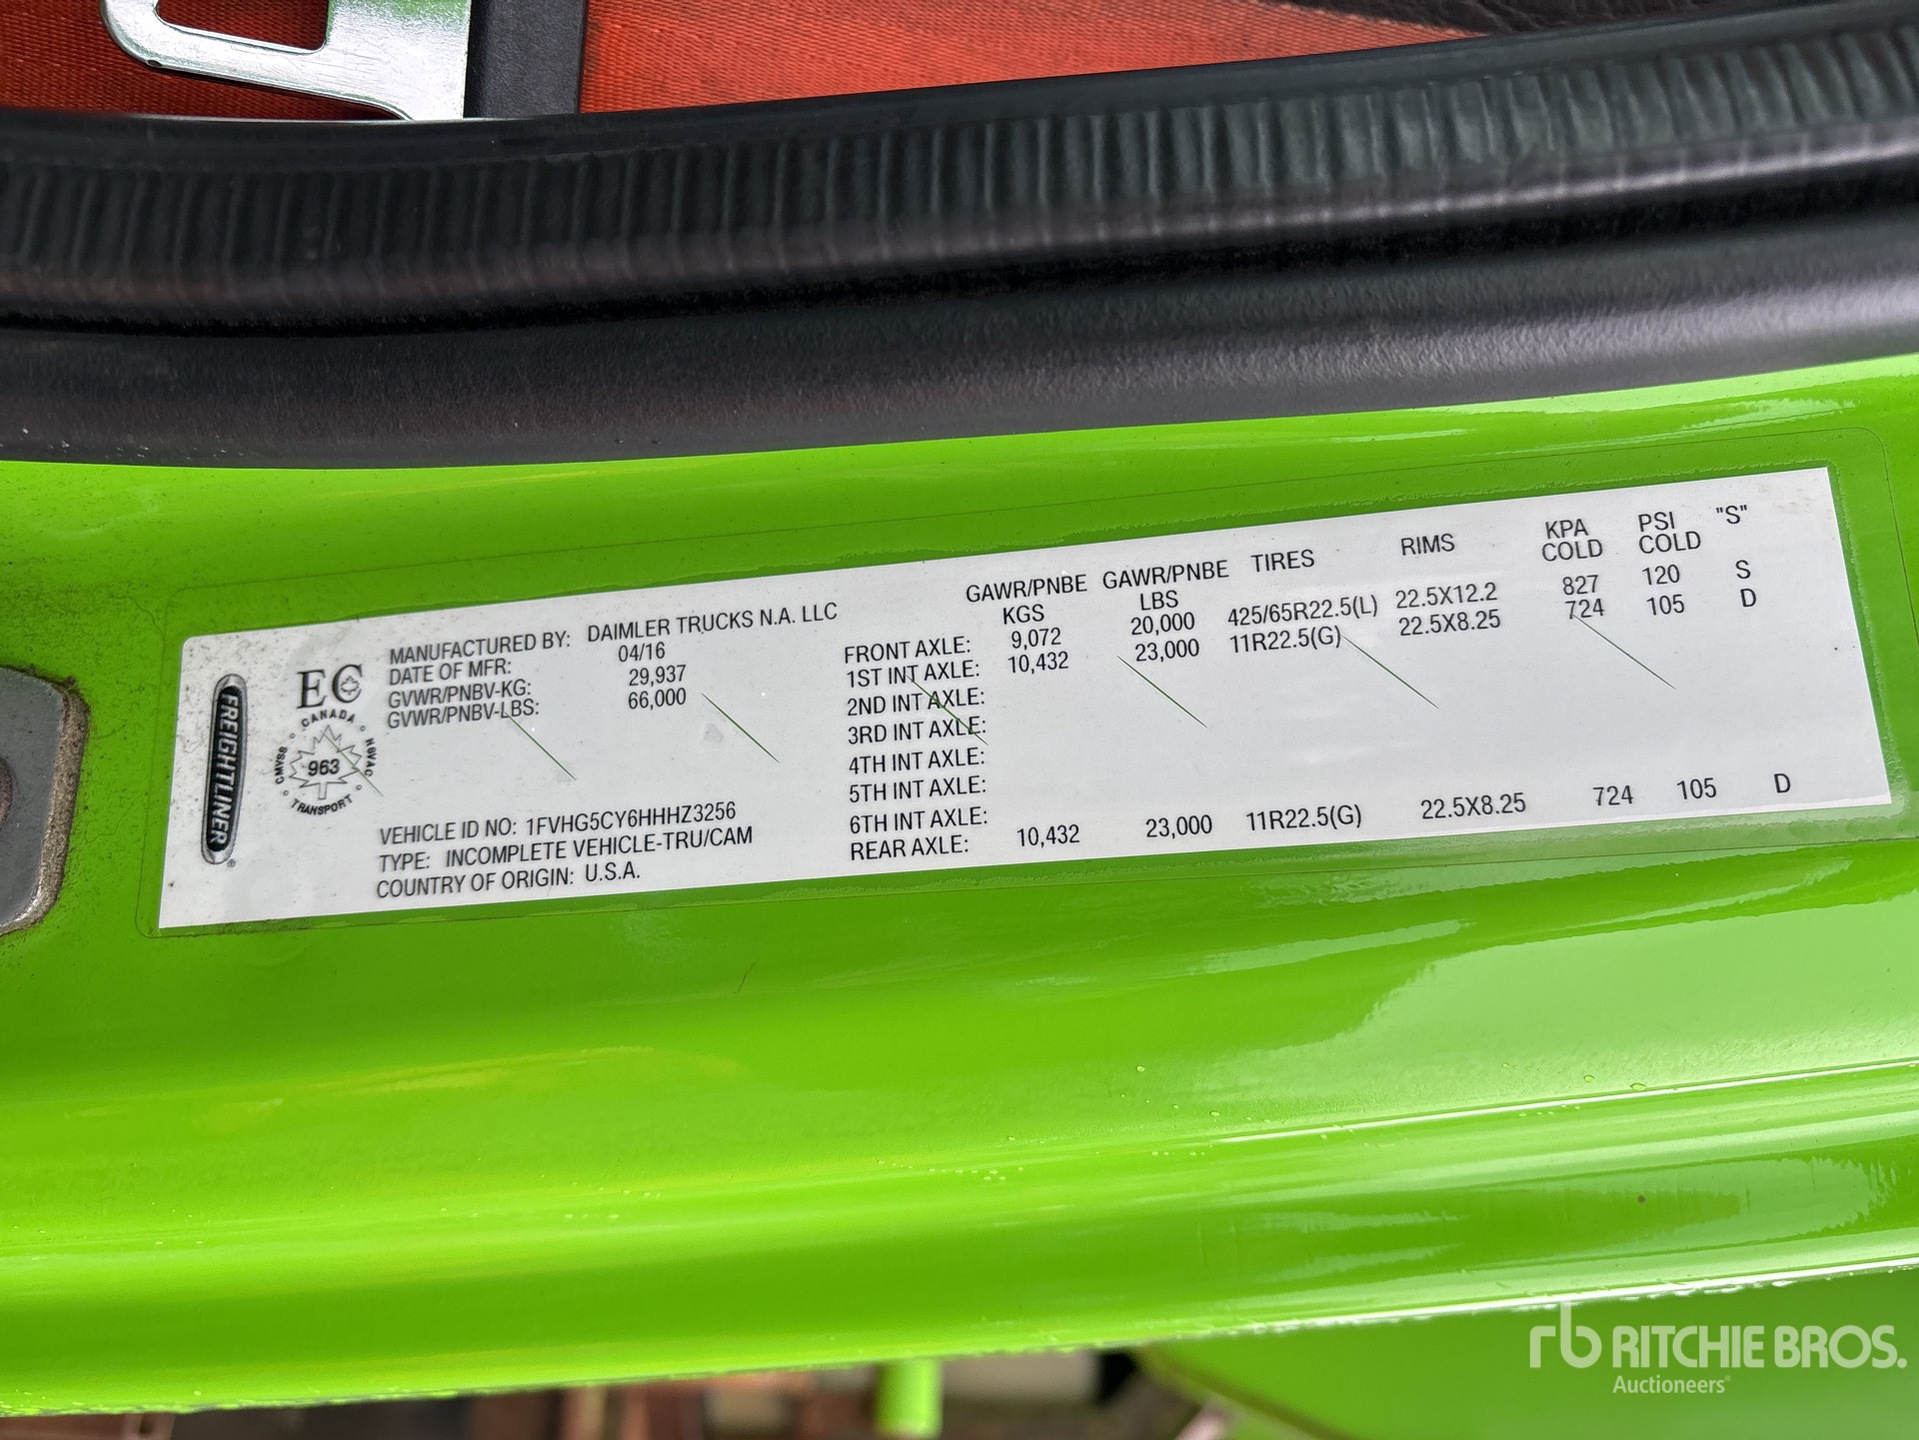 FREIGHTLINER
®
EC
CANADA
CMVSS
NSVAC
963
TRANSPORT
MANUFACTURED BY: DAIMLER TRUCKS N.A. LLC
DATE OF MFR: 04/16
GVWR/PNBV-KG: 29,937
GVWR/PNBV-LBS: 66,000
VEHICLE ID NO: 1FVHG5CY6HHHZ3256
TYPE: INCOMPLETE VEHICLE-TRU/CAM
COUNTRY OF ORIGIN: U.S.A.
GAWR/PNBE KGS GAWR/PNBE LBS TIRES RIMS KPA COLD PSI COLD "S"
FRONT AXLE: 9,072 20,000 425/65R22.5(L) 22.5X12.2 827 120 S
1ST INT AXLE: 10,432 23,000 11R22.5(G) 22.5X8.25 724 105 D
2ND INT AXLE:
3RD INT AXLE:
4TH INT AXLE:
5TH INT AXLE:
6TH INT AXLE:
REAR AXLE: 10,432 23,000 11R22.5(G) 22.5X8.25 724 105 D
rb RITCHIE BROS.
Auctioneers®